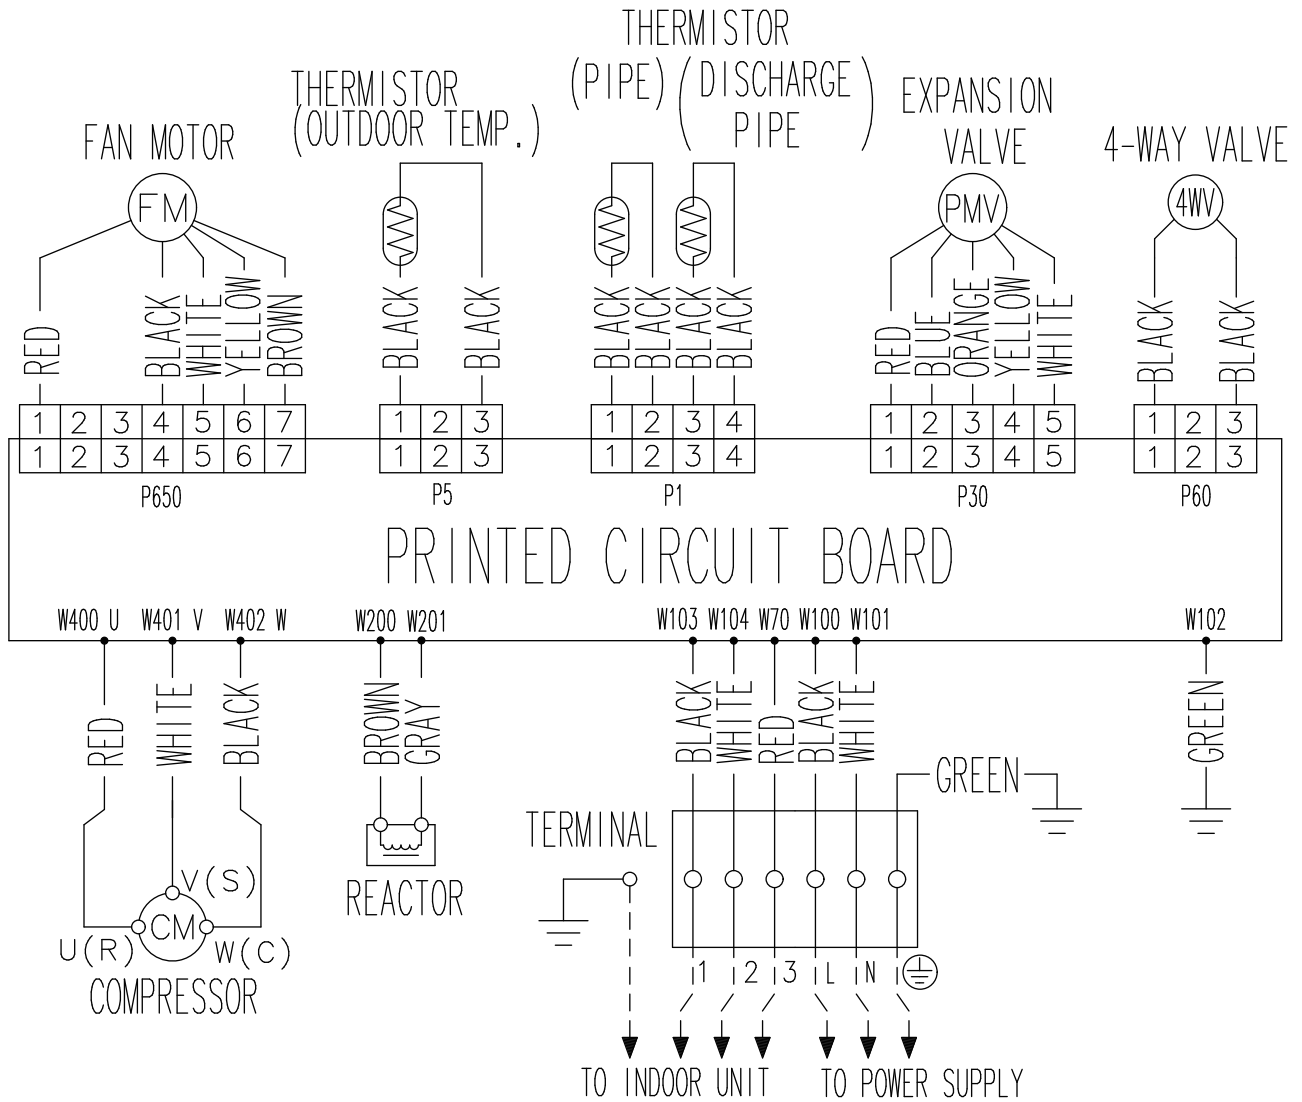 THERMISTOR
(PIPE) (DISCHARGE PIPE)
THERMISTOR
(OUTDOOR TEMP.)
EXPANSION
VALVE
FAN MOTOR
4-WAY VALVE
FM
PMV
4WV
RED BLACK WHITE YELLOW BROWN
BLACK BLACK
BLACK BLACK BLACK BLACK
RED BLUE ORANGE YELLOW WHITE
BLACK BLACK
1 2 3 4 5 6 7
1 2 3
1 2 3 4
1 2 3 4 5
1 2 3
1 2 3 4 5 6 7
1 2 3
1 2 3 4
1 2 3 4 5
1 2 3
P650
P5
P1
P30
P60
PRINTED CIRCUIT BOARD
W400 U W401 V W402 W
W200 W201
W103 W104 W70 W100 W101
W102
RED WHITE BLACK
BROWN GRAY
BLACK WHITE RED BLACK WHITE
GREEN
GREEN
TERMINAL
V(S)
CM
U(R) W(C)
COMPRESSOR
REACTOR
1 2 3 L N
TO INDOOR UNIT
TO POWER SUPPLY